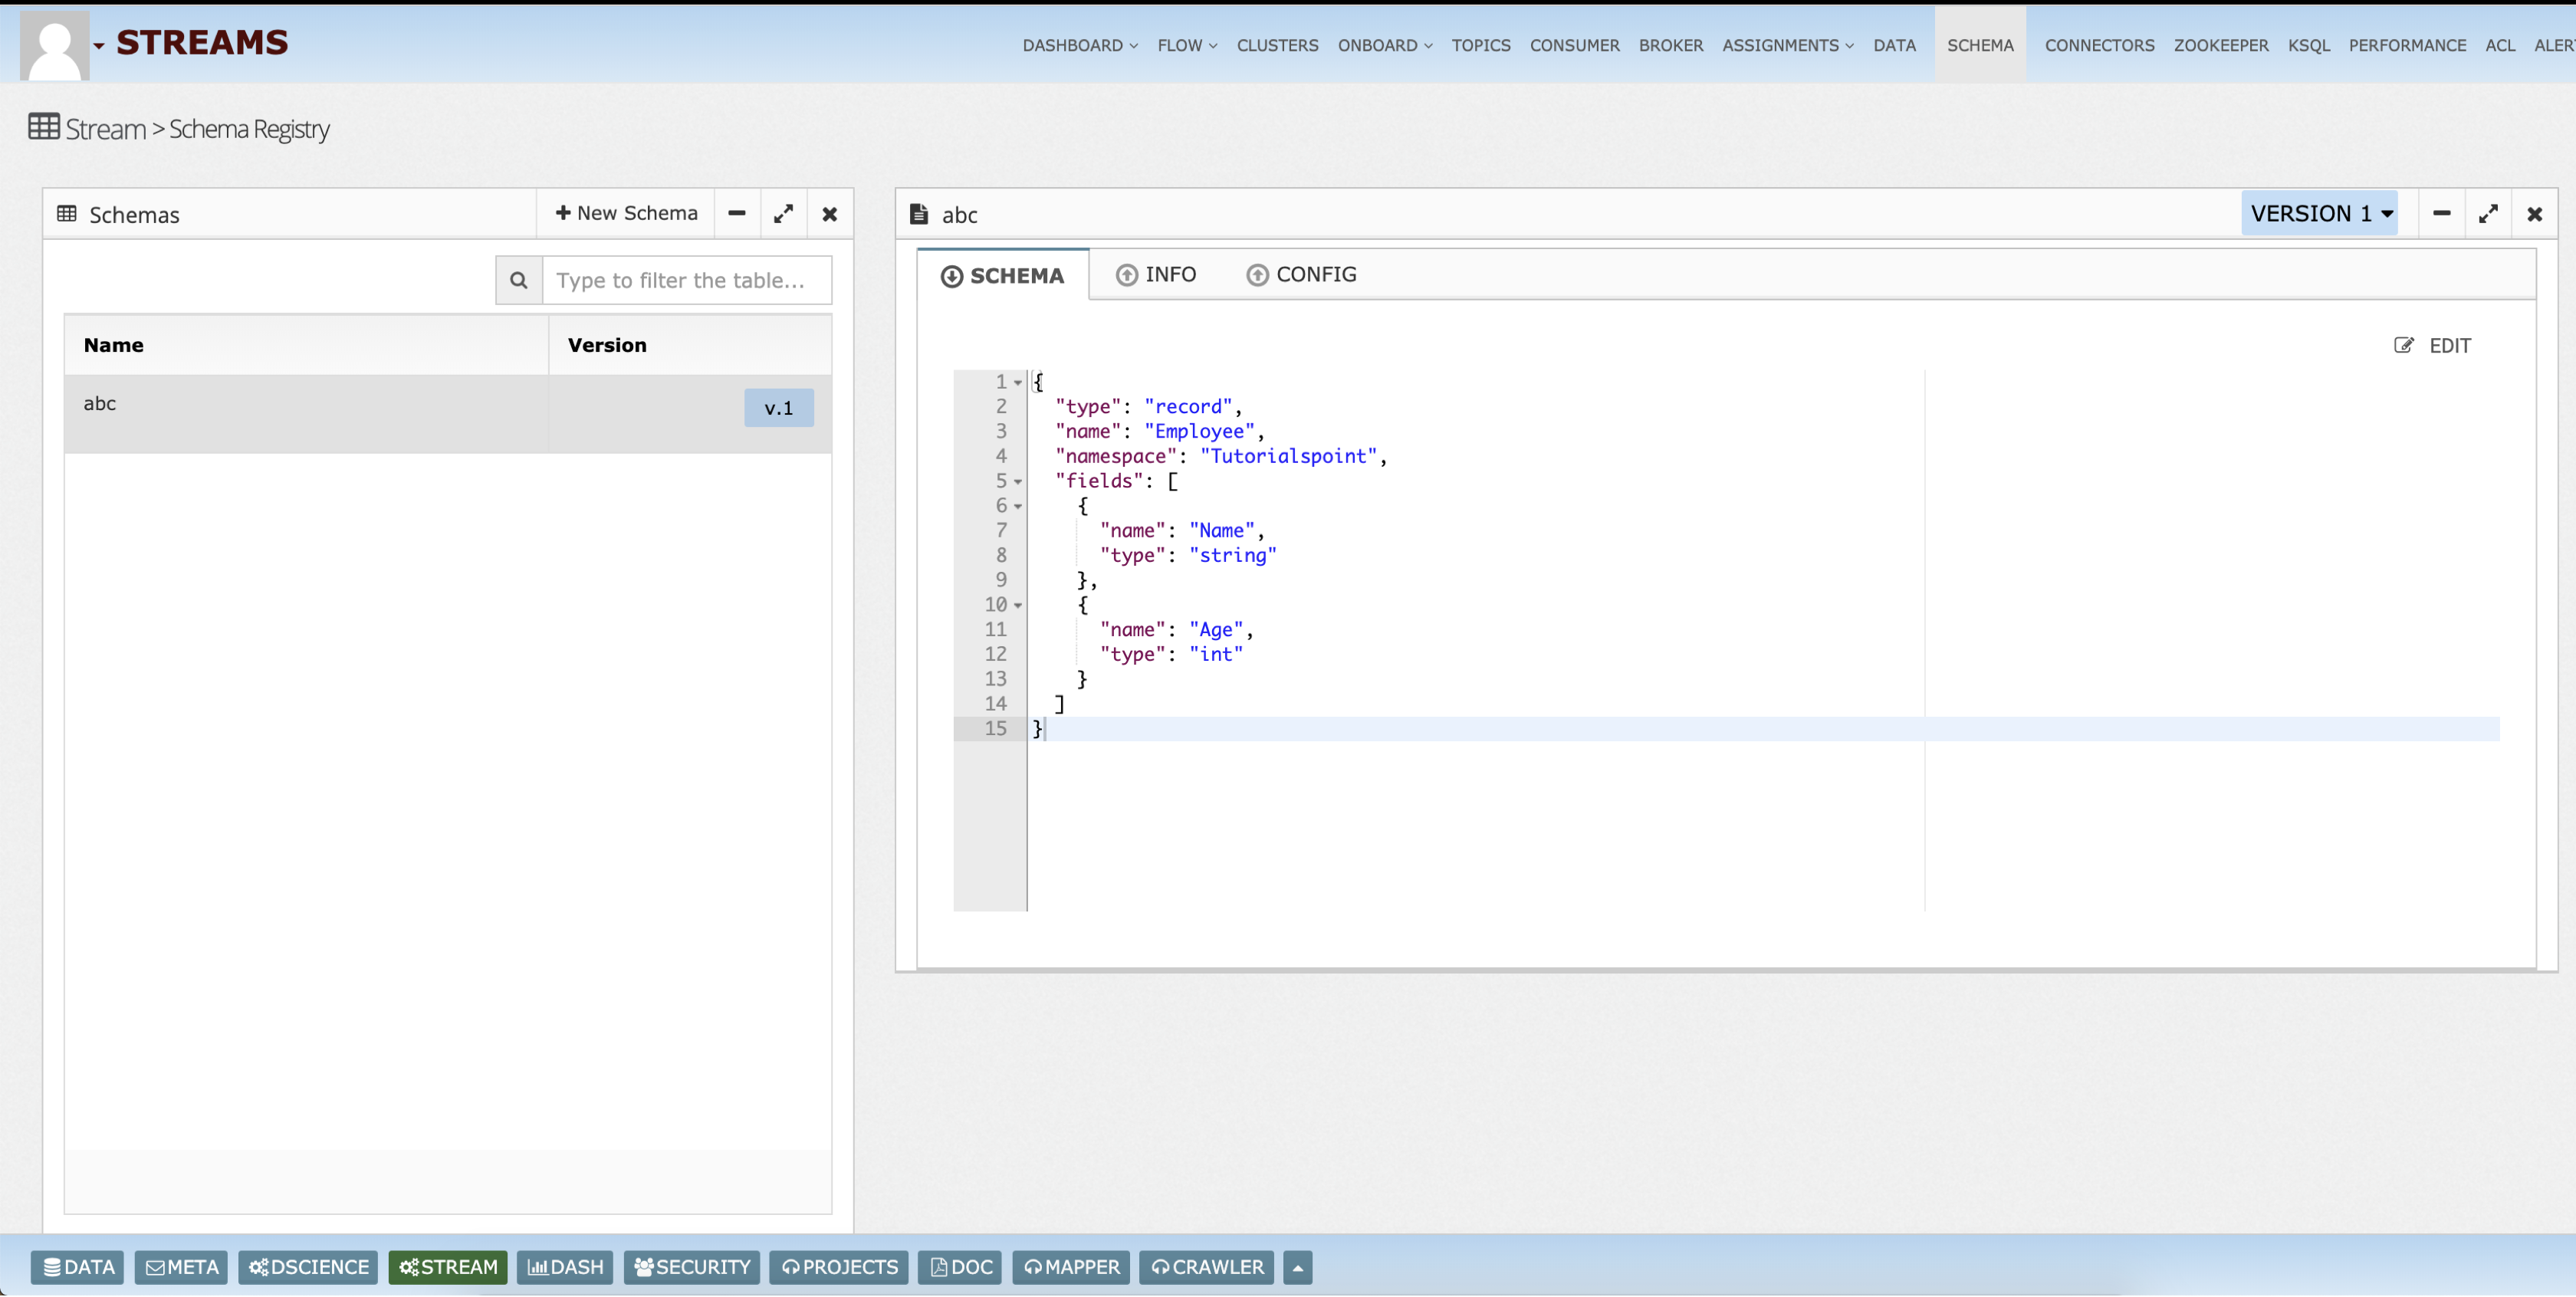 STREAMS
DASHBOARD FLOW CLUSTERS ONBOARD TOPICS CONSUMER BROKER ASSIGNMENTS DATA SCHEMA CONNECTORS ZOOKEEPER KSQL PERFORMANCE ACL ALER
Stream > Schema Registry
Schemas
+ New Schema
Type to filter the table...
Name Version
abc v.1
abc
VERSION 1
SCHEMA INFO CONFIG
EDIT
1 {
2 "type": "record",
3 "name": "Employee",
4 "namespace": "Tutorialspoint",
5 "fields": [
6 {
7 "name": "Name",
8 "type": "string"
9 },
10 {
11 "name": "Age",
12 "type": "int"
13 }
14 ]
15 }
DATA META DSCIENCE STREAM DASH SECURITY PROJECTS DOC MAPPER CRAWLER